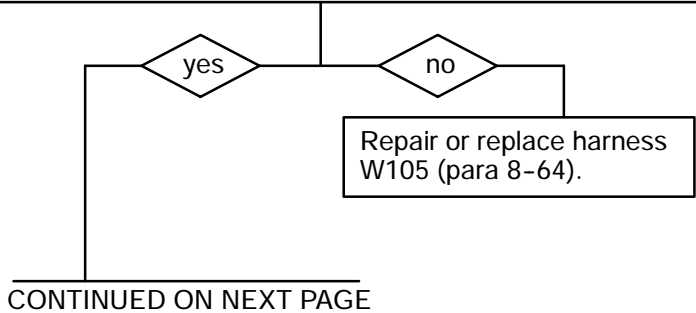 yes
no
Repair or replace harness
W105 (para 8-64).
CONTINUED ON NEXT PAGE